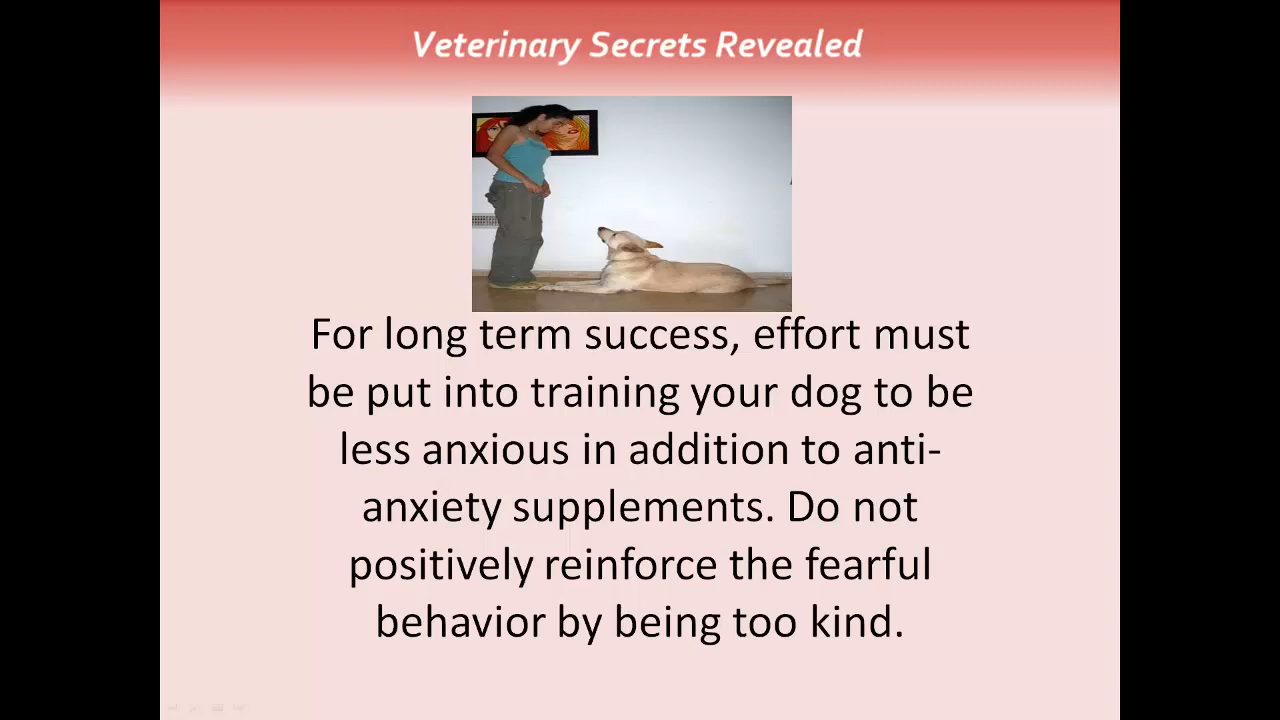 Veterinary Secrets Revealed
For long term success, effort must
be put into training your dog to be
less anxious in addition to anti-
anxiety supplements. Do not
positively reinforce the fearful
behavior by being too kind.